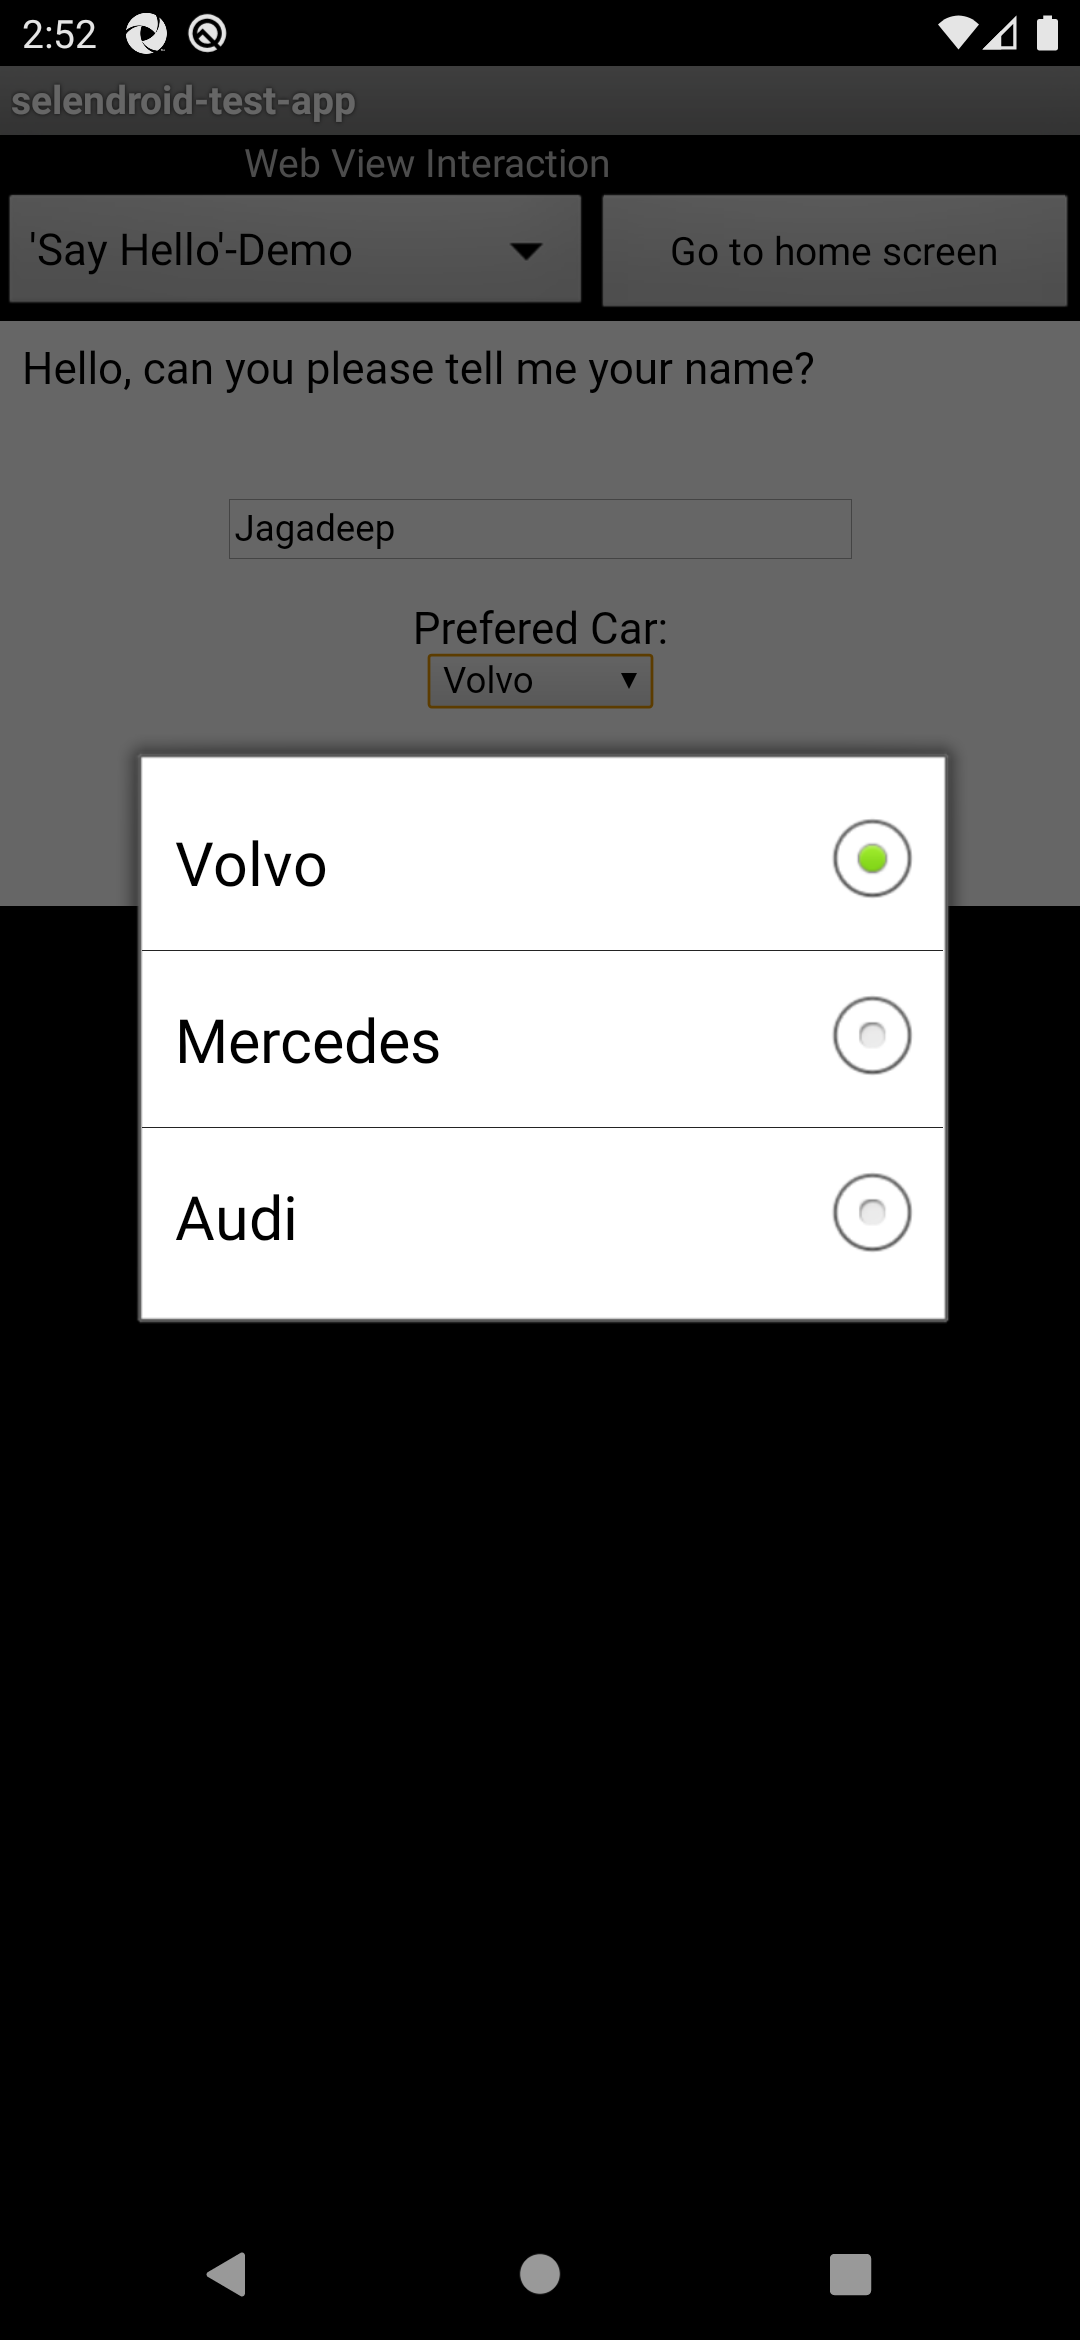 2:52
selendroid-test-app
Web View Interaction
'Say Hello'-Demo
Go to home screen
Hello, can you please tell me your name?
Jagadeep
Prefered Car:
Volvo
Volvo
Mercedes
Audi